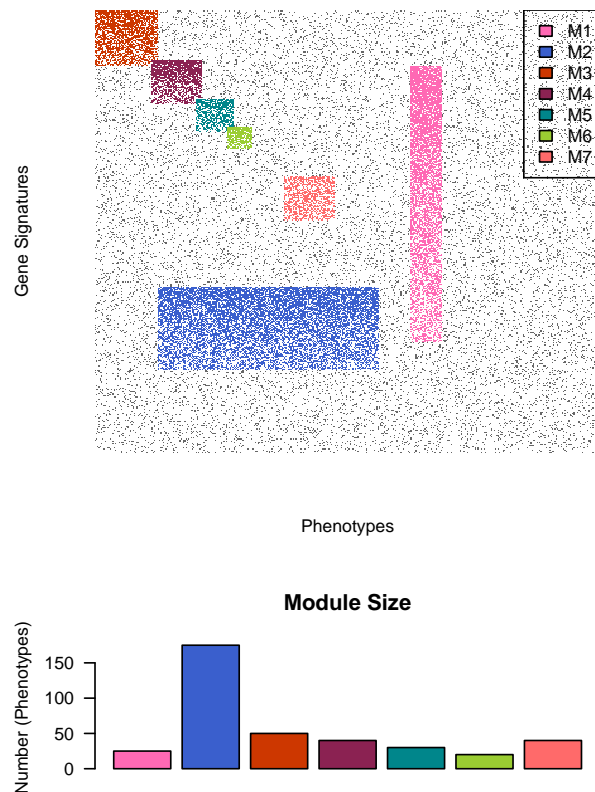 M1
M2
M3
M4
M5
M6
M7
Gene Signatures
Phenotypes
Module Size
Number (Phenotypes)
150
100
50
0